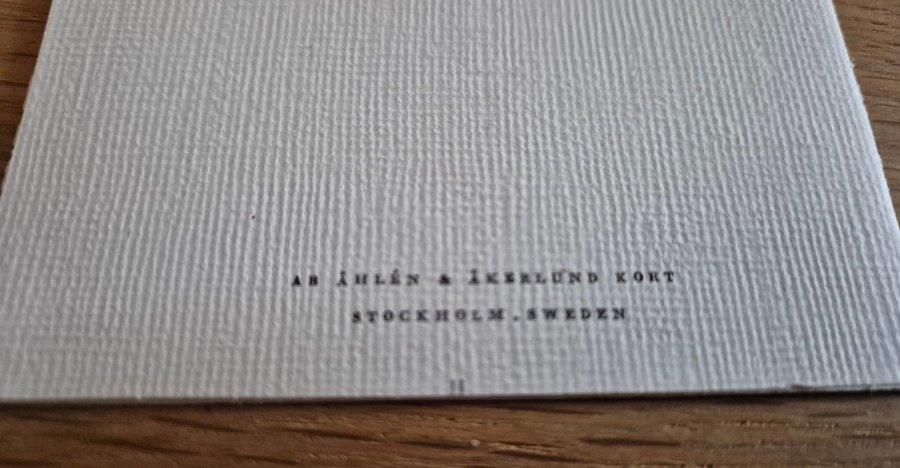 AB ÅHLÉN & ÅKERLUND KORT
STOCKHOLM. SWEDEN